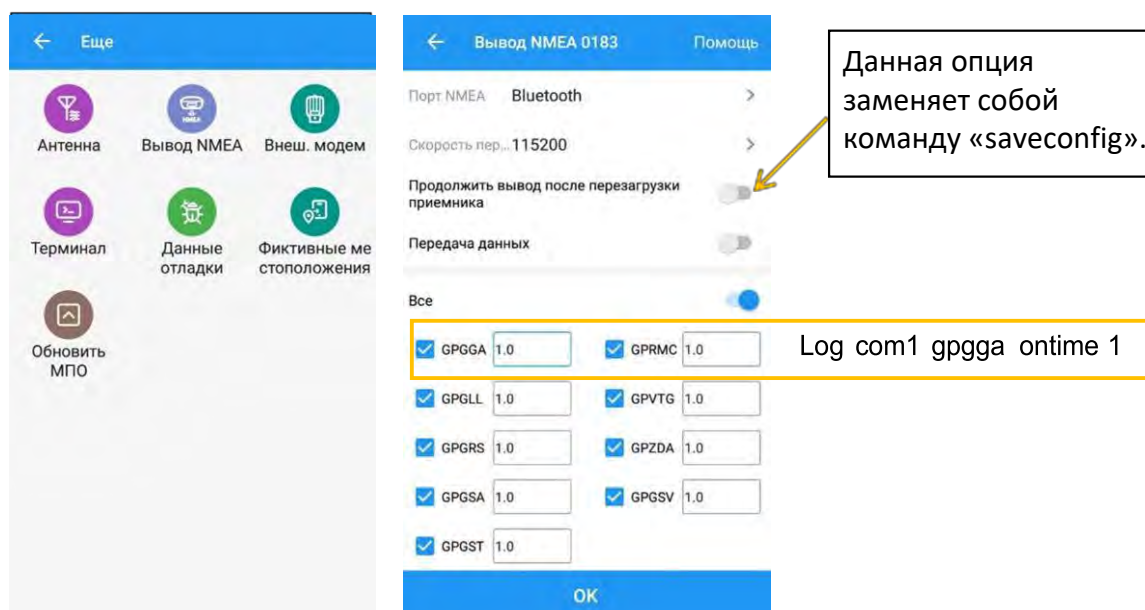 Еще
Антенна
Вывод NMEA
Внеш. модем
Терминал
Данные
отладки
Фиктивные ме
стоположения
Обновить
МПО
Вывод NMEA 0183
Помощь
Порт NMEA Bluetooth
Скорость пер... 115200
Продолжить вывод после перезагрузки
приемника
Передача данных
Все
GPGGA 1.0 GPRMC 1.0
GPGLL 1.0 GPVTG 1.0
GPGRS 1.0 GPZDA 1.0
GPGSA 1.0 GPGSV 1.0
GPGST 1.0
OK
Данная опция
заменяет собой
команду «saveconfig».
Log com1 gpgga ontime 1